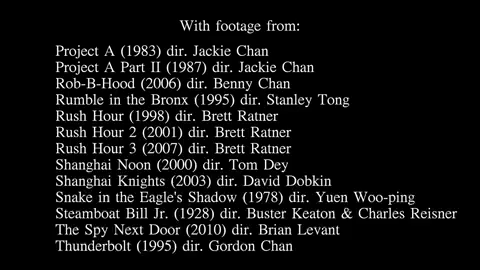 With footage from:
Project A (1983) dir. Jackie Chan
Project A Part II (1987) dir. Jackie Chan
Rob-B-Hood (2006) dir. Benny Chan
Rumble in the Bronx (1995) dir. Stanley Tong
Rush Hour (1998) dir. Brett Ratner
Rush Hour 2 (2001) dir. Brett Ratner
Rush Hour 3 (2007) dir. Brett Ratner
Shanghai Noon (2000) dir. Tom Dey
Shanghai Knights (2003) dir. David Dobkin
Snake in the Eagle's Shadow (1978) dir. Yuen Woo-ping
Steamboat Bill Jr. (1928) dir. Buster Keaton & Charles Reisner
The Spy Next Door (2010) dir. Brian Levant
Thunderbolt (1995) dir. Gordon Chan